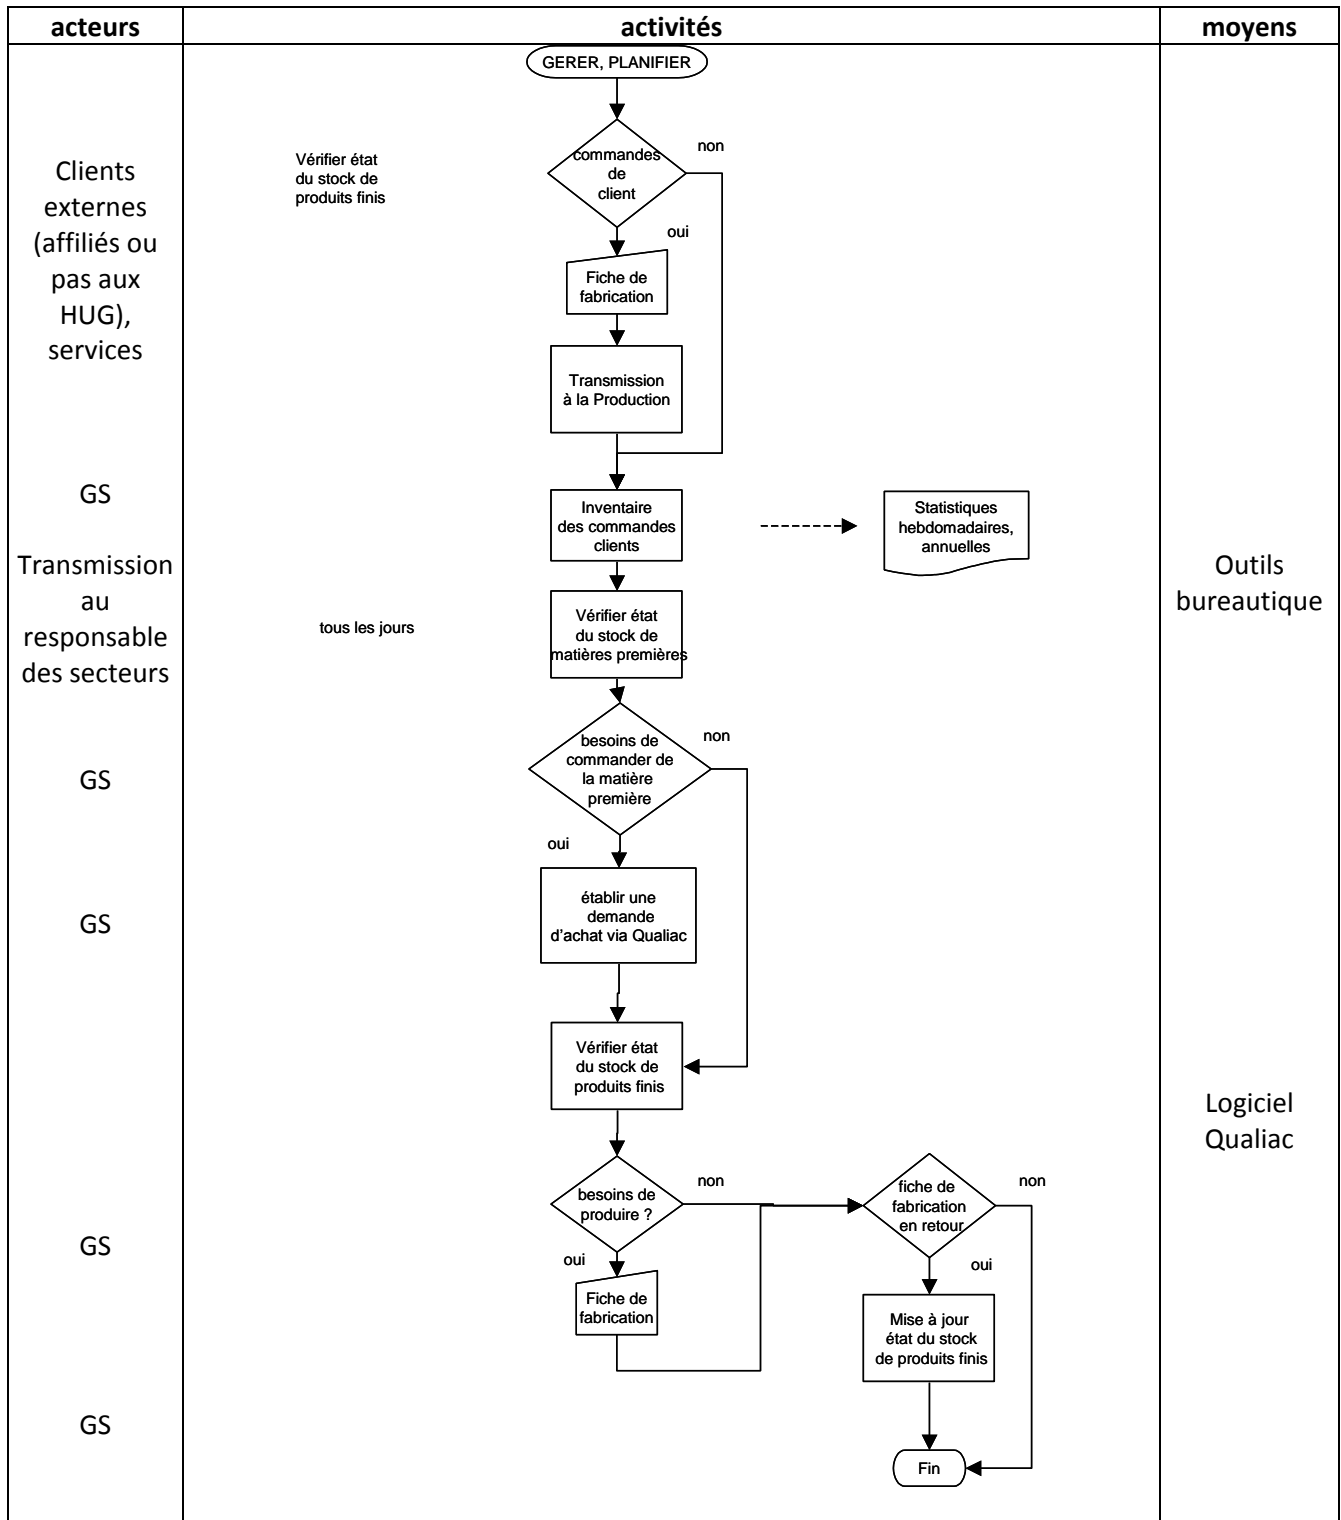 acteurs
activités
moyens
GERER, PLANIFIER
Clients
externes
(affiliés ou
pas aux
HUG),
services
Vérifier état
du stock de
produits finis
commandes
de
client
non
oui
Fiche de
fabrication
Transmission
à la Production
GS
Inventaire
des commandes
clients
Statistiques
hebdomadaires,
annuelles
Transmission
au
responsable
des secteurs
tous les jours
Vérifier état
du stock de
matières premières
Outils
bureautique
GS
besoins de
commander de
la matière
première
non
oui
GS
établir une
demande
d'achat via Qualiac
Vérifier état
du stock de
produits finis
Logiciel
Qualiac
GS
besoins de
produire ?
non
oui
Fiche de
fabrication
fiche de
fabrication
en retour
non
oui
Mise à jour
état du stock
de produits finis
GS
Fin